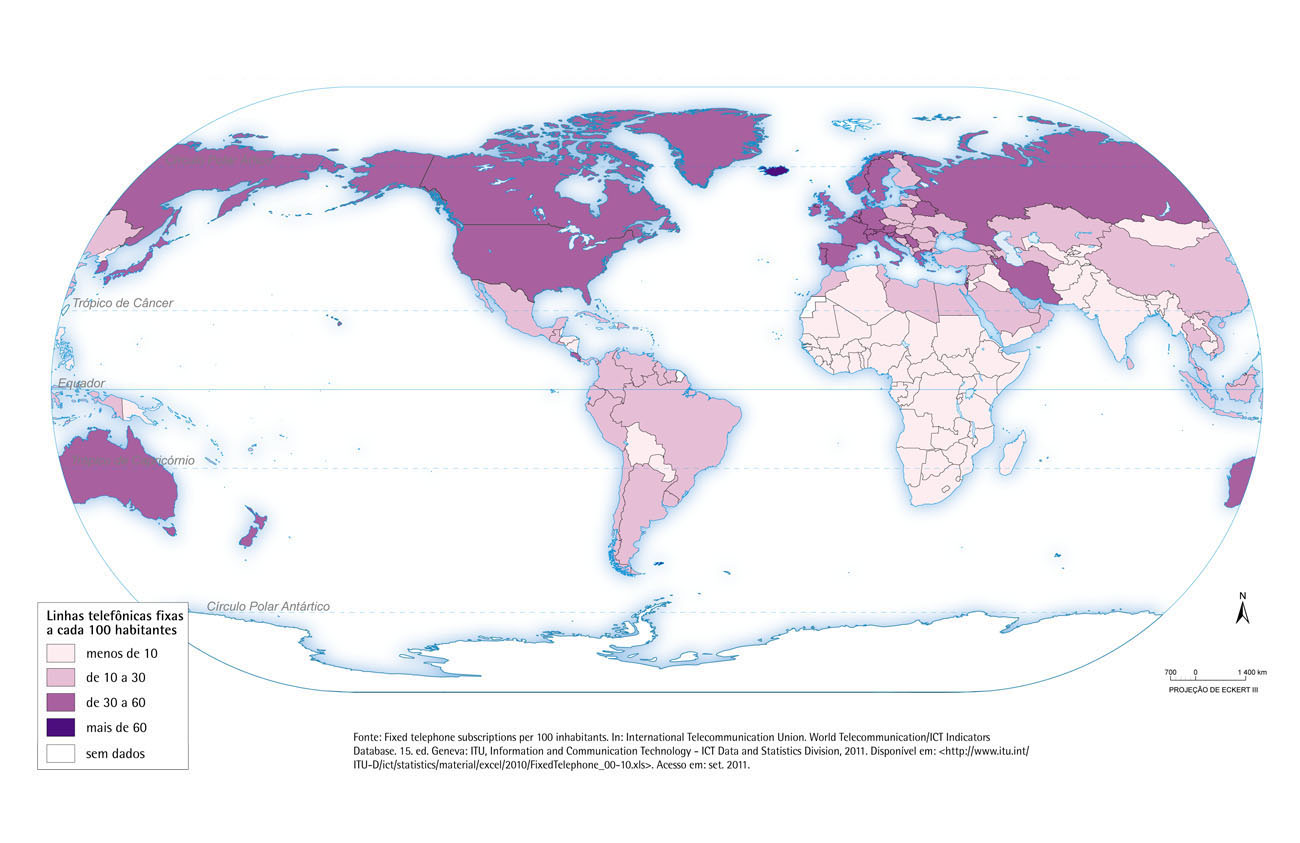 Trópico de Câncer
Equador
Trópico de Capricórnio
Círculo Polar Antártico
Linhas telefônicas fixas
a cada 100 habitantes
menos de 10
de 10 a 30
de 30 a 60
mais de 60
sem dados
N
700 0 1 400 km
PROJEÇÃO DE ECKERT III
Fonte: Fixed telephone subscriptions per 100 inhabitants. In: International Telecommunication Union. World Telecommunication/ICT Indicators
Database. 15. ed. Geneva: ITU, Information and Communication Technology - ICT Data and Statistics Division, 2011. Disponível em: <http://www.itu.int/
ITU-D/ict/statistics/material/excel/2010/FixedTelephone_00-10.xls>. Acesso em: set. 2011.